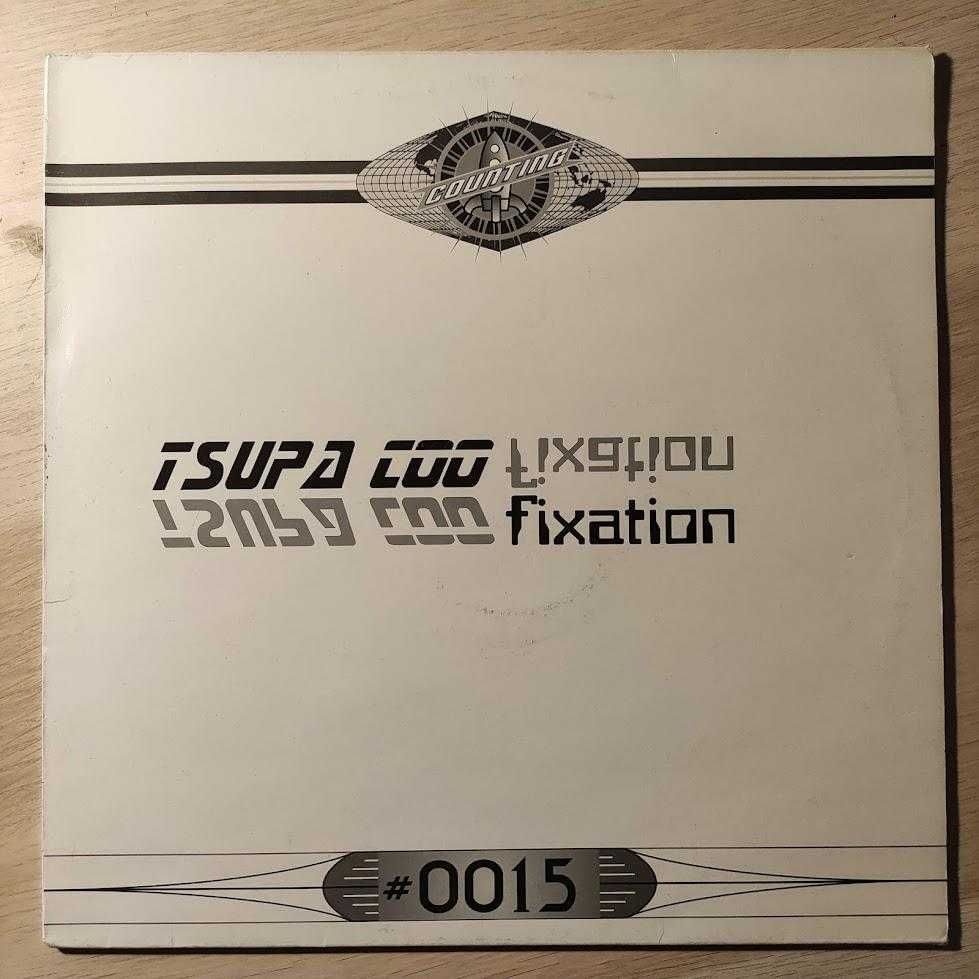 COUNTING
TSUPA COO fixation
TSUPA COO fixation
#0015